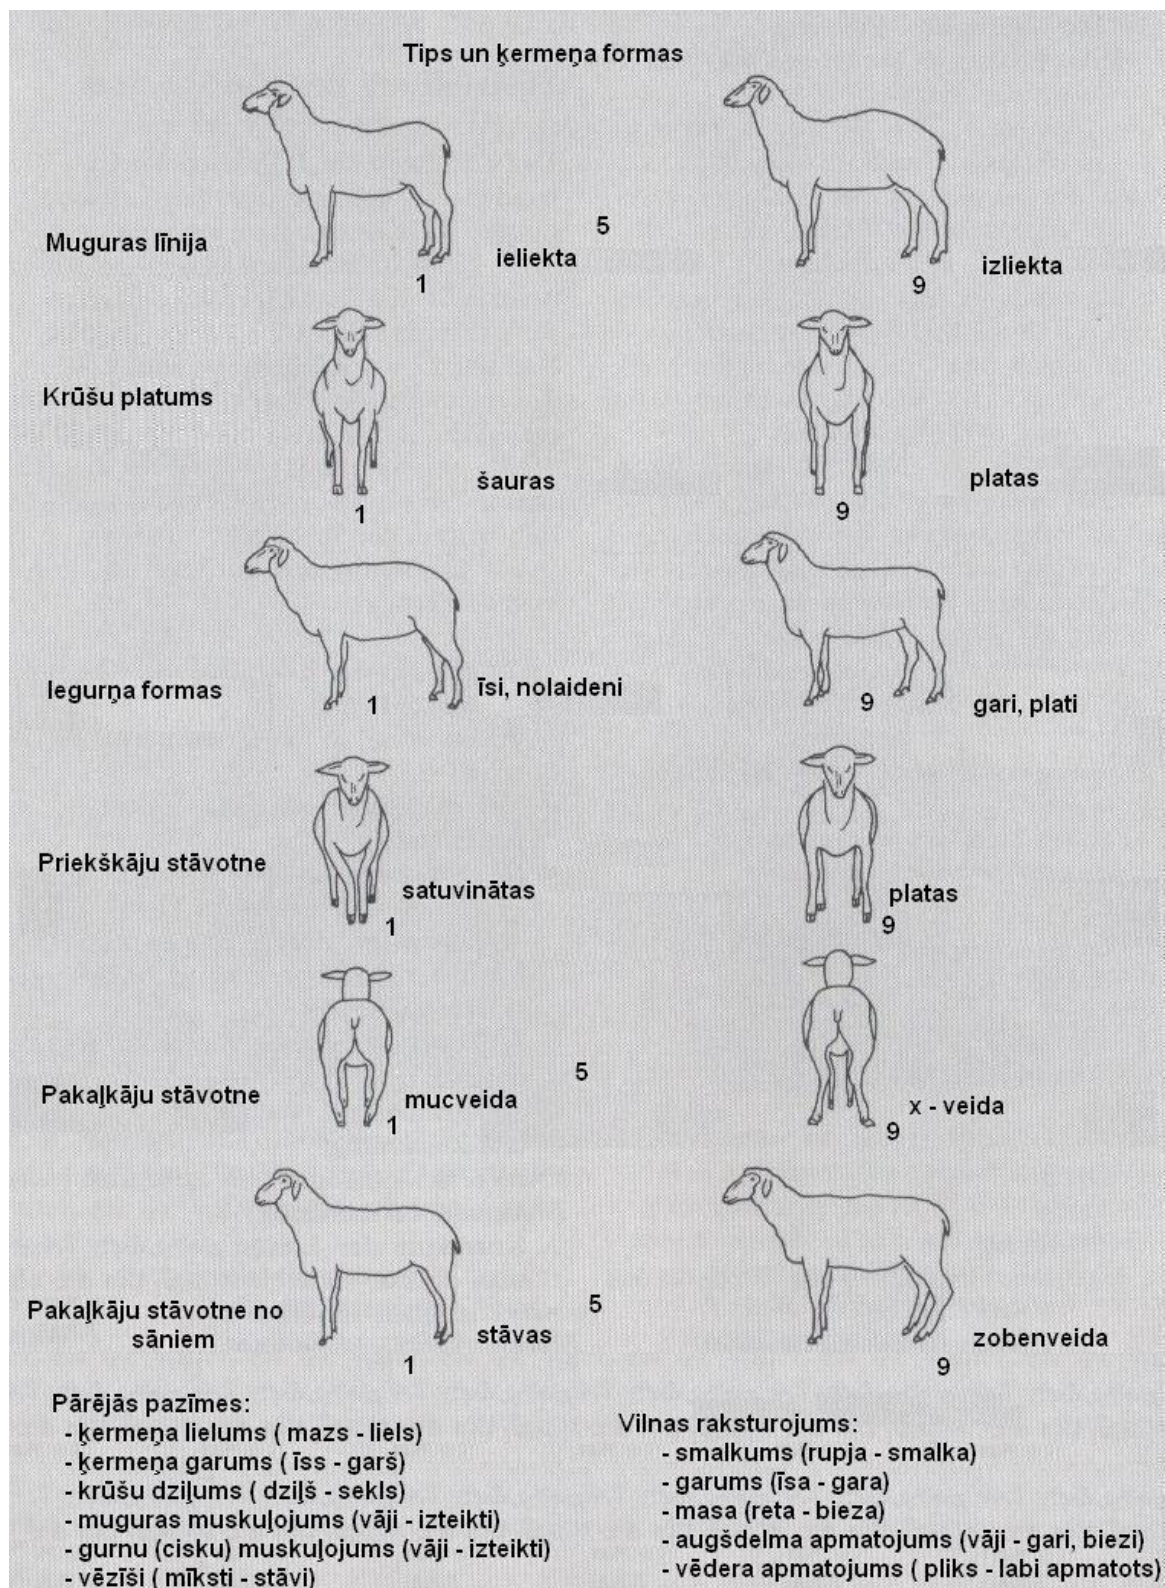 Tips un ķermeņa formas
Muguras līnija
ieliekta
1
5
izliekta
9
Krūšu platums
šauras
1
platas
9
Iegurņa formas
īsi, nolaideni
1
gari, plati
9
Priekškāju stāvotne
satuvinātas
1
platas
9
Pakaļkāju stāvotne
mucveida
1
5
x - veida
9
Pakaļkāju stāvotne no
sāniem
stāvas
1
5
zobenveida
9
Pārējās pazīmes:
- ķermeņa lielums ( mazs - liels)
- ķermeņa garums ( īss - garš)
- krūšu dziļums ( dziļš - sekls)
- muguras muskuļojums (vāji - izteikti)
- gurnu (cisku) muskuļojums (vāji - izteikti)
- vēzīši ( mīksti - stāvi)
Vilnas raksturojums:
- smalkums (rupja - smalka)
- garums (īsa - gara)
- masa (reta - bieza)
- augšdelma apmatojums (vāji - gari, biezi)
- vēdera apmatojums ( pliks - labi apmatots)